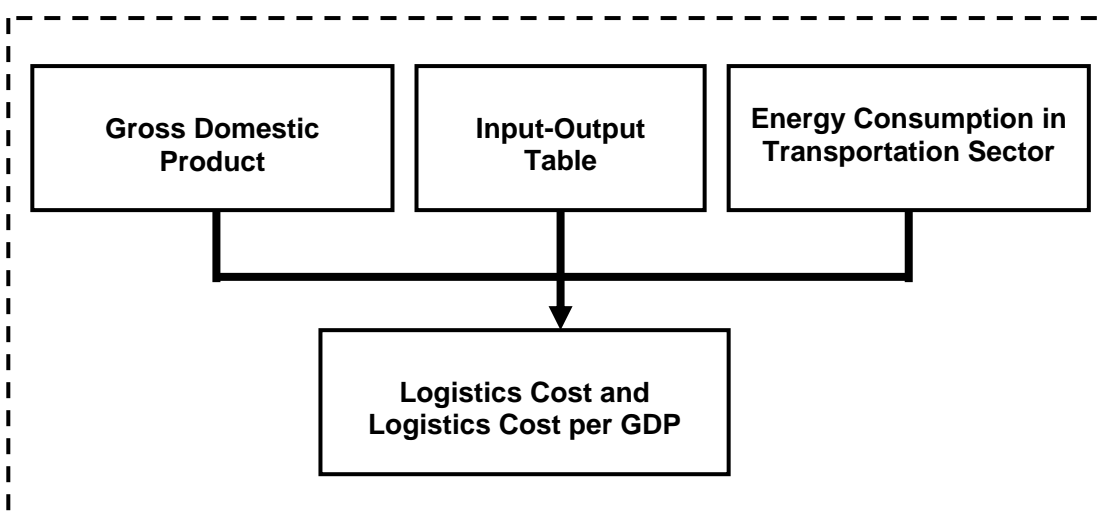 Gross Domestic
Product
Input-Output
Table
Energy Consumption in
Transportation Sector
Logistics Cost and
Logistics Cost per GDP